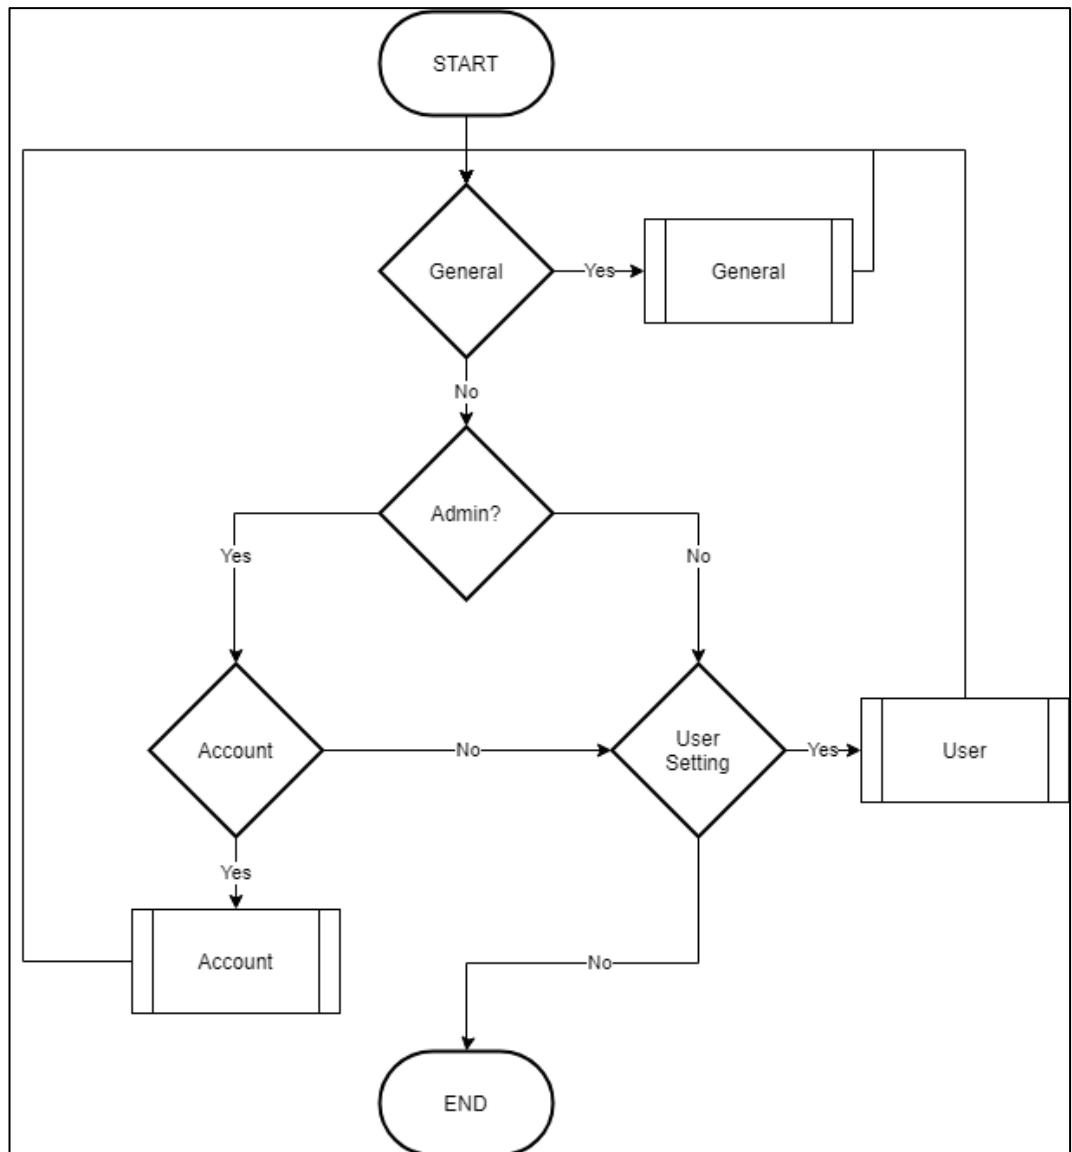 START
General
Yes
General
No
Admin?
Yes
No
Account
No
User
Setting
Yes
User
Yes
Account
No
END